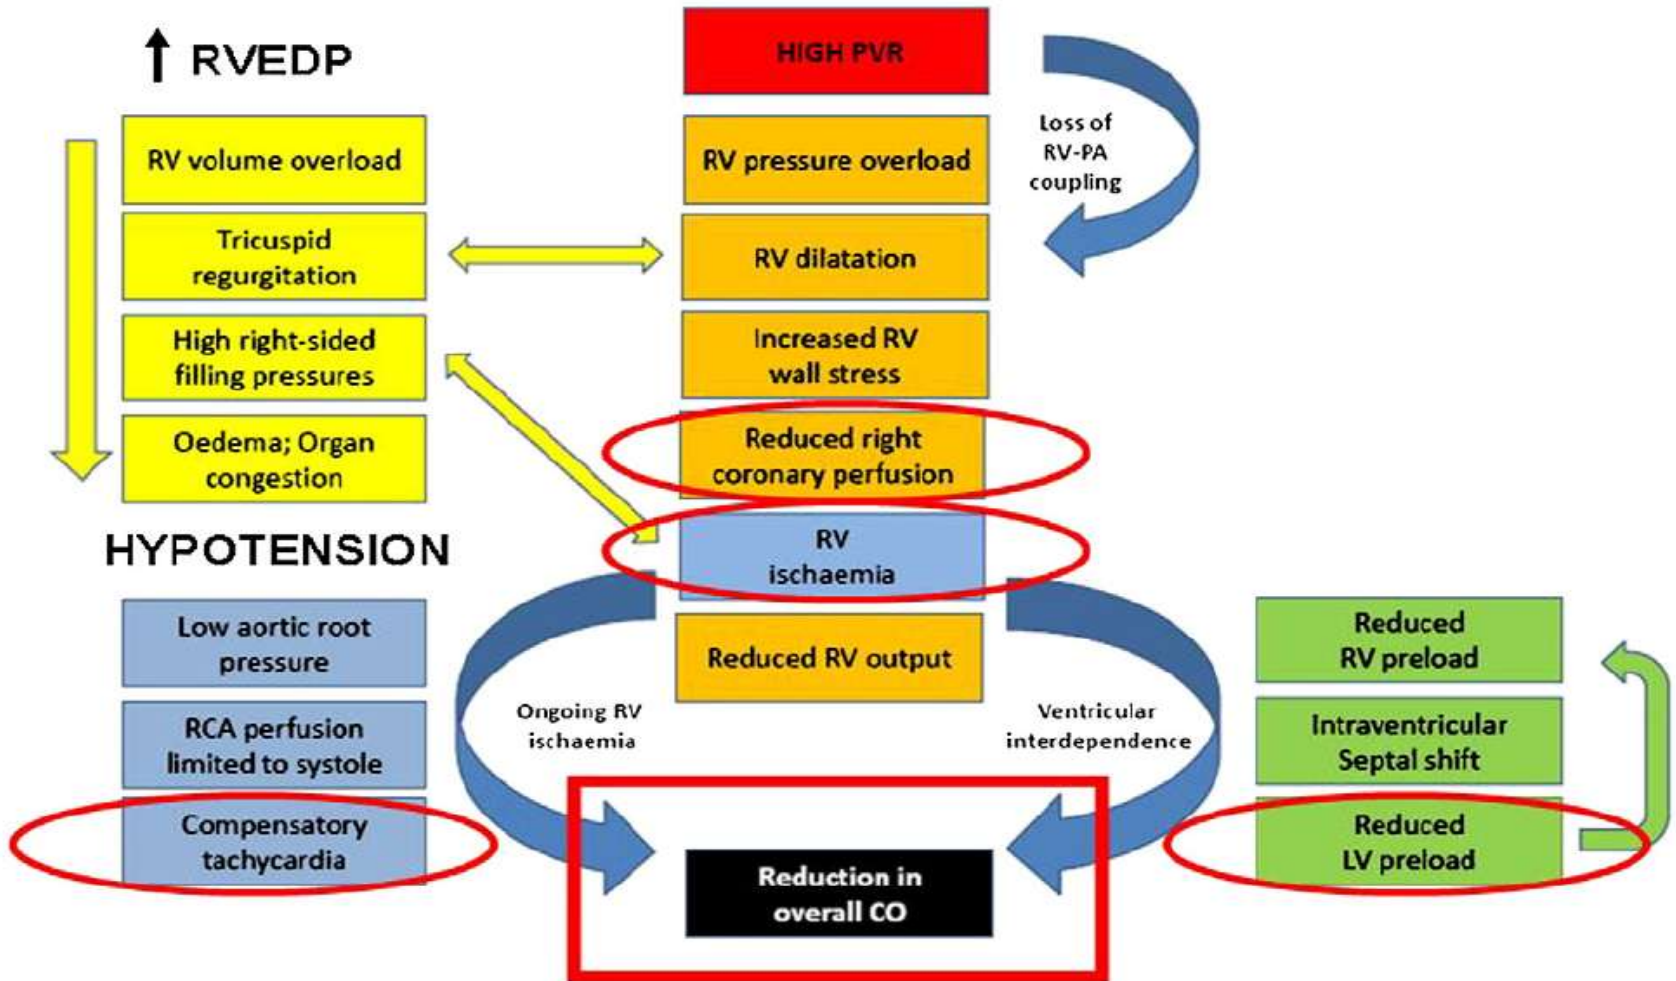 ↑ RVEDP
RV volume overload
Tricuspid
regurgitation
High right-sided
filling pressures
Oedema; Organ
congestion
HYPOTENSION
Low aortic root
pressure
RCA perfusion
limited to systole
Compensatory
tachycardia
HIGH PVR
RV pressure overload
RV dilatation
Increased RV
wall stress
Reduced right
coronary perfusion
RV
ischaemia
Reduced RV output
Loss of
RV-PA
coupling
Ongoing RV
ischaemia
Ventricular
interdependence
Reduction in
overall CO
Reduced
RV preload
Intraventricular
Septal shift
Reduced
LV preload